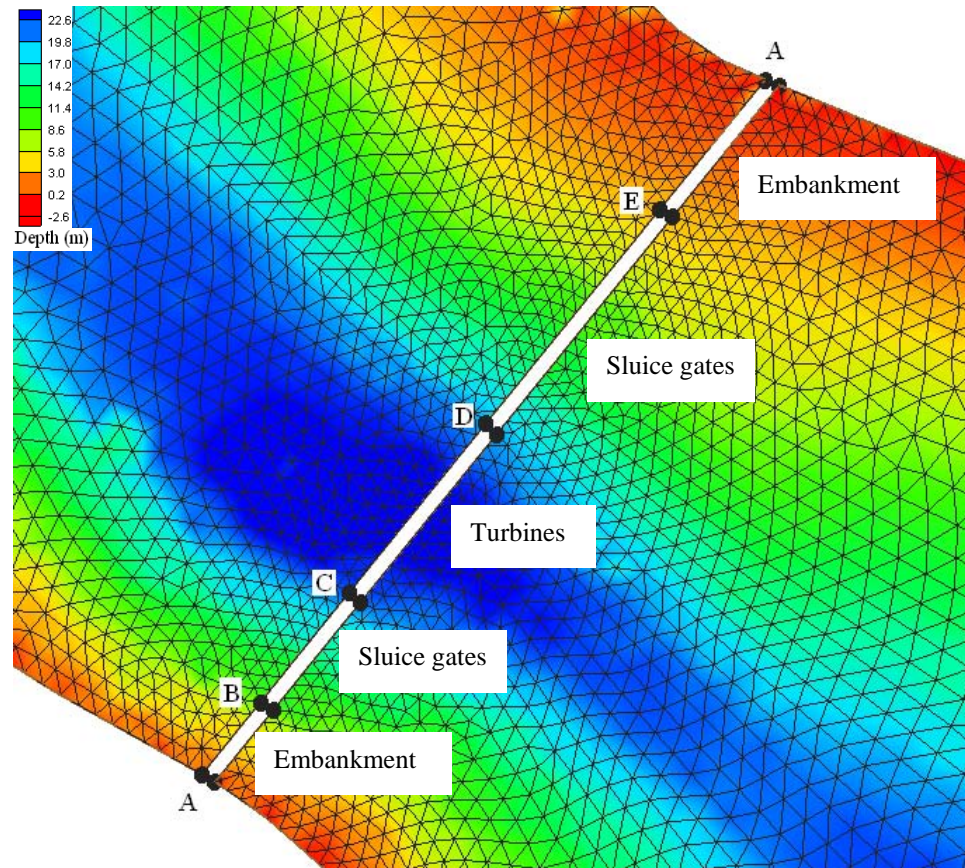 22.6
19.8
17.0
14.2
11.4
8.6
5.8
3.0
0.2
-2.6
Depth (m)
A
Embankment
E
Sluice gates
D
Turbines
C
Sluice gates
B
Embankment
A